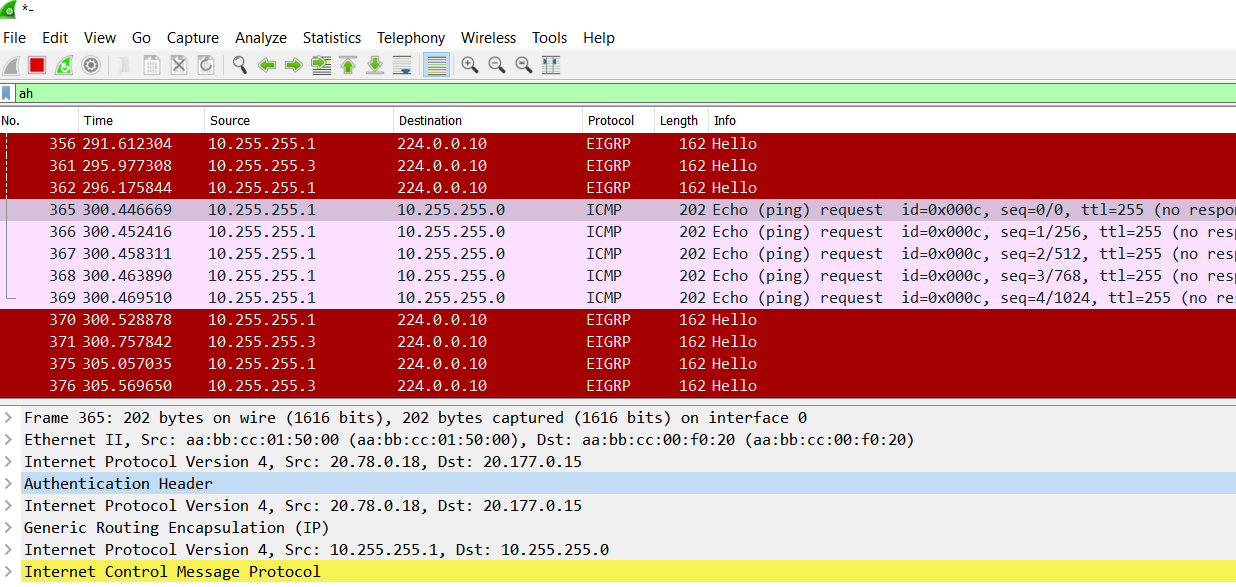 *-
File Edit View Go Capture Analyze Statistics Telephony Wireless Tools Help
ah
No. Time Source Destination Protocol Length Info
356 291.612304 10.255.255.1 224.0.0.10 EIGRP 162 Hello
361 295.977308 10.255.255.3 224.0.0.10 EIGRP 162 Hello
362 296.175844 10.255.255.1 224.0.0.10 EIGRP 162 Hello
365 300.446669 10.255.255.1 10.255.255.0 ICMP 202 Echo (ping) request id=0x000c, seq=0/0, ttl=255 (no respo
366 300.452416 10.255.255.1 10.255.255.0 ICMP 202 Echo (ping) request id=0x000c, seq=1/256, ttl=255 (no resp
367 300.458311 10.255.255.1 10.255.255.0 ICMP 202 Echo (ping) request id=0x000c, seq=2/512, ttl=255 (no resp
368 300.463890 10.255.255.1 10.255.255.0 ICMP 202 Echo (ping) request id=0x000c, seq=3/768, ttl=255 (no resp
369 300.469510 10.255.255.1 10.255.255.0 ICMP 202 Echo (ping) request id=0x000c, seq=4/1024, ttl=255 (no re
370 300.528878 10.255.255.1 224.0.0.10 EIGRP 162 Hello
371 300.757842 10.255.255.3 224.0.0.10 EIGRP 162 Hello
375 305.057035 10.255.255.1 224.0.0.10 EIGRP 162 Hello
376 305.569650 10.255.255.3 224.0.0.10 EIGRP 162 Hello
Frame 365: 202 bytes on wire (1616 bits), 202 bytes captured (1616 bits) on interface 0
Ethernet II, Src: aa:bb:cc:01:50:00 (aa:bb:cc:01:50:00), Dst: aa:bb:cc:00:f0:20 (aa:bb:cc:00:f0:20)
Internet Protocol Version 4, Src: 20.78.0.18, Dst: 20.177.0.15
Authentication Header
Internet Protocol Version 4, Src: 20.78.0.18, Dst: 20.177.0.15
Generic Routing Encapsulation (IP)
Internet Protocol Version 4, Src: 10.255.255.1, Dst: 10.255.255.0
Internet Control Message Protocol